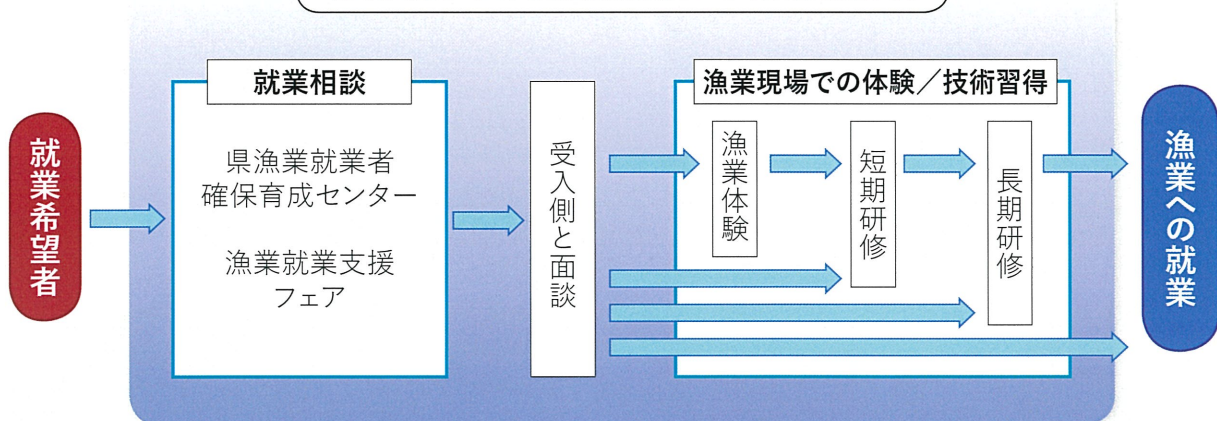 就業希望者
就業相談
県漁業就業者
確保育成センター
漁業就業支援
フェア
受入側と面談
漁業現場での体験／技術習得
漁業体験
短期研修
長期研修
漁業への就業